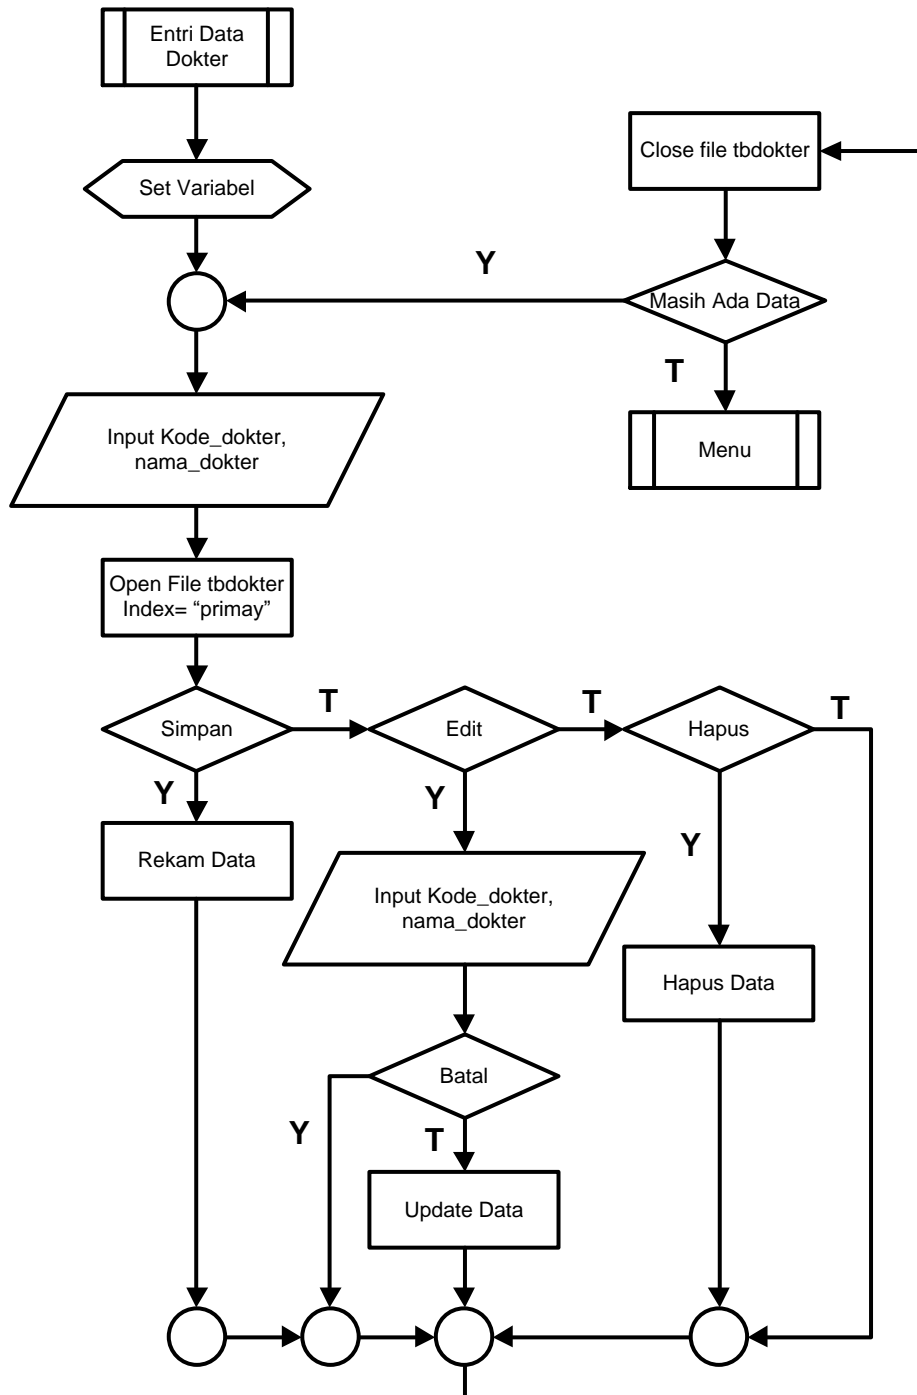 Entri Data
Dokter
Set Variabel
Close file tbdokter
Y
Masih Ada Data
T
Menu
Input Kode_dokter,
nama_dokter
Open File tbdokter
Index= “primay”
Simpan
T
Edit
T
Hapus
T
Y
Rekam Data
Y
Input Kode_dokter,
nama_dokter
Y
Hapus Data
Batal
Y
T
Update Data